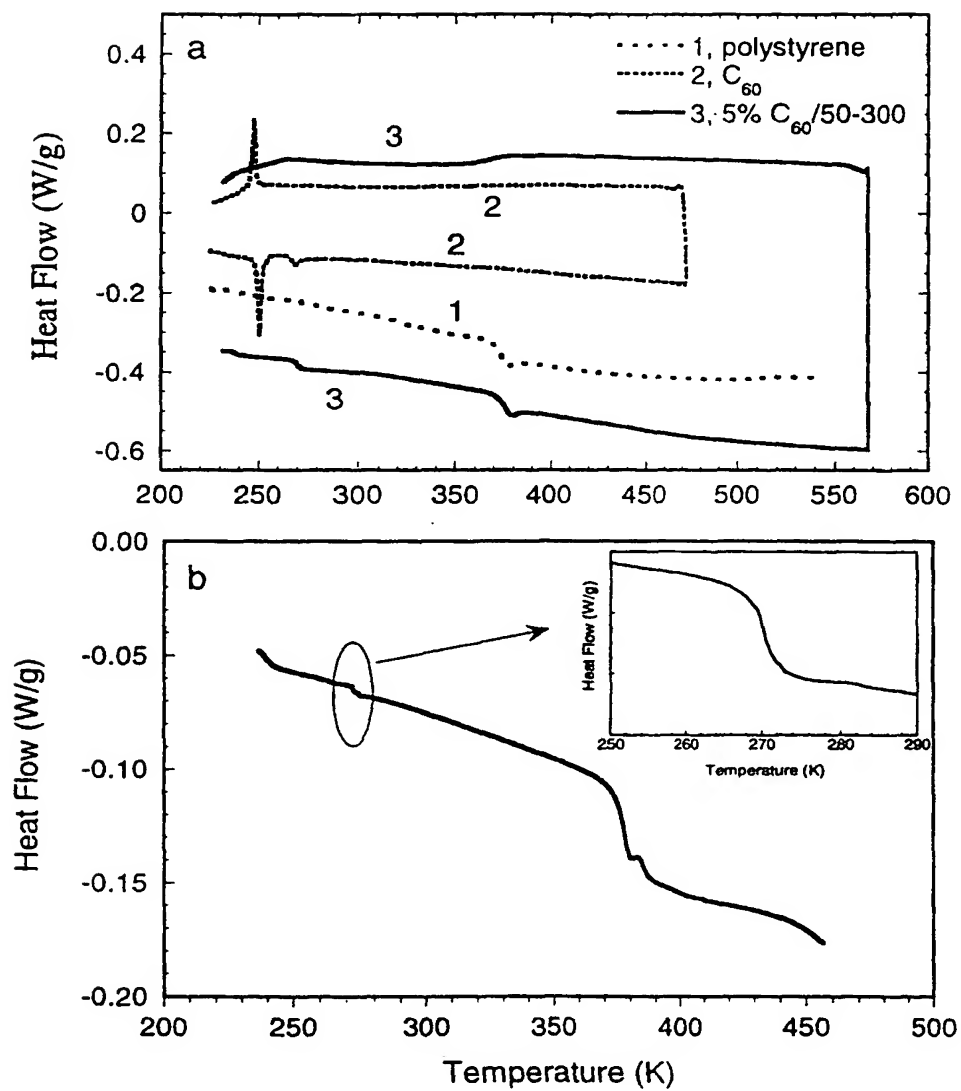 a
1, polystyrene
2, C60
3, 5% C60/50-300
Heat Flow (W/g)
0.4
0.2
0
-0.2
-0.4
-0.6
3
2
2
1
3
200 250 300 350 400 450 500 550 600
b
Heat Flow (W/g)
0.00
-0.05
-0.10
-0.15
-0.20
Heat Flow (W/g)
250 260 270 280 290
Temperature (K)
200 250 300 350 400 450 500
Temperature (K)